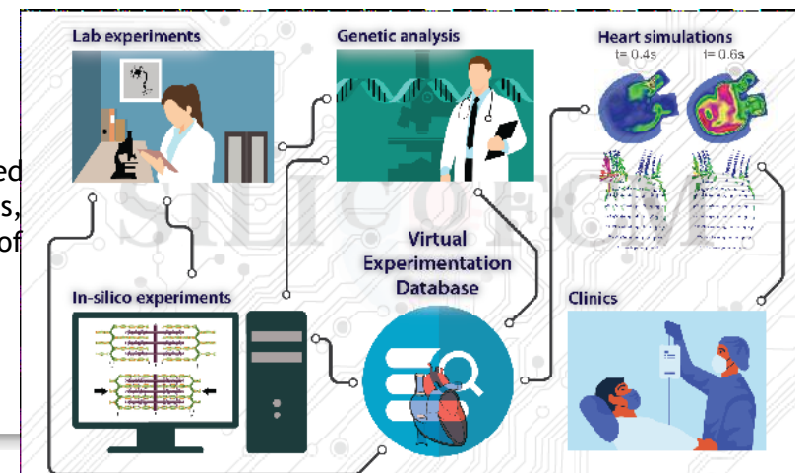 Lab experiments
Genetic analysis
Heart simulations
t= 0.4s
t= 0.6s
ed
s,
of
SILICOFCM
Virtual
Experimentation
Database
In-silico experiments
Clinics